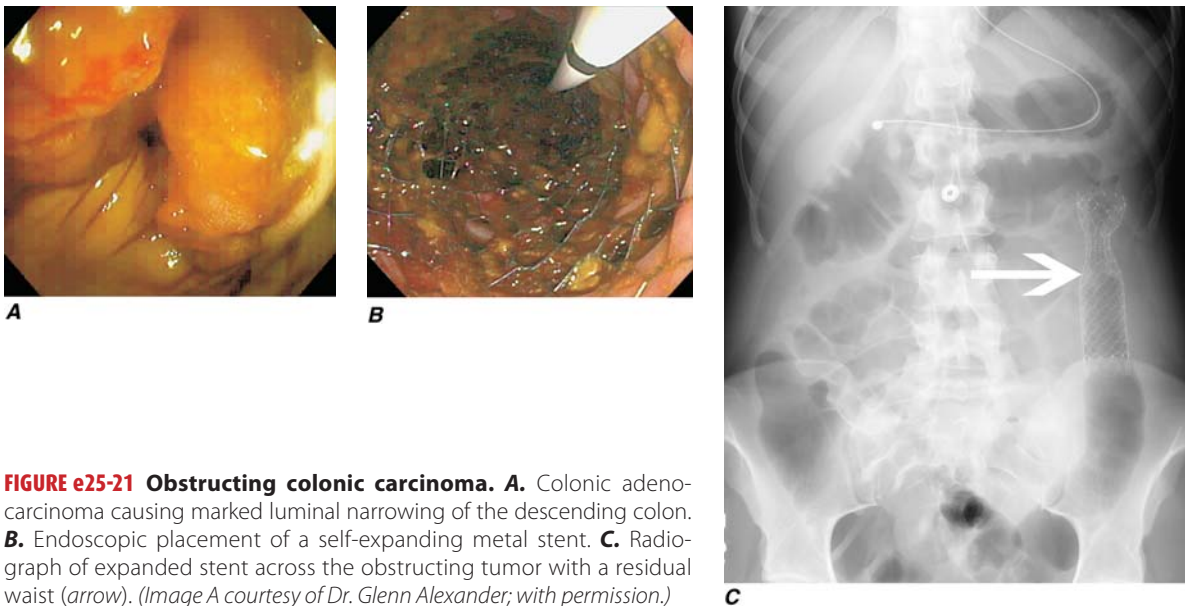 A
B
C
FIGURE e25-21 Obstructing colonic carcinoma. A. Colonic adeno-
carcinoma causing marked luminal narrowing of the descending colon.
B. Endoscopic placement of a self-expanding metal stent. C. Radio-
graph of expanded stent across the obstructing tumor with a residual
waist (arrow). (Image A courtesy of Dr. Glenn Alexander; with permission.)